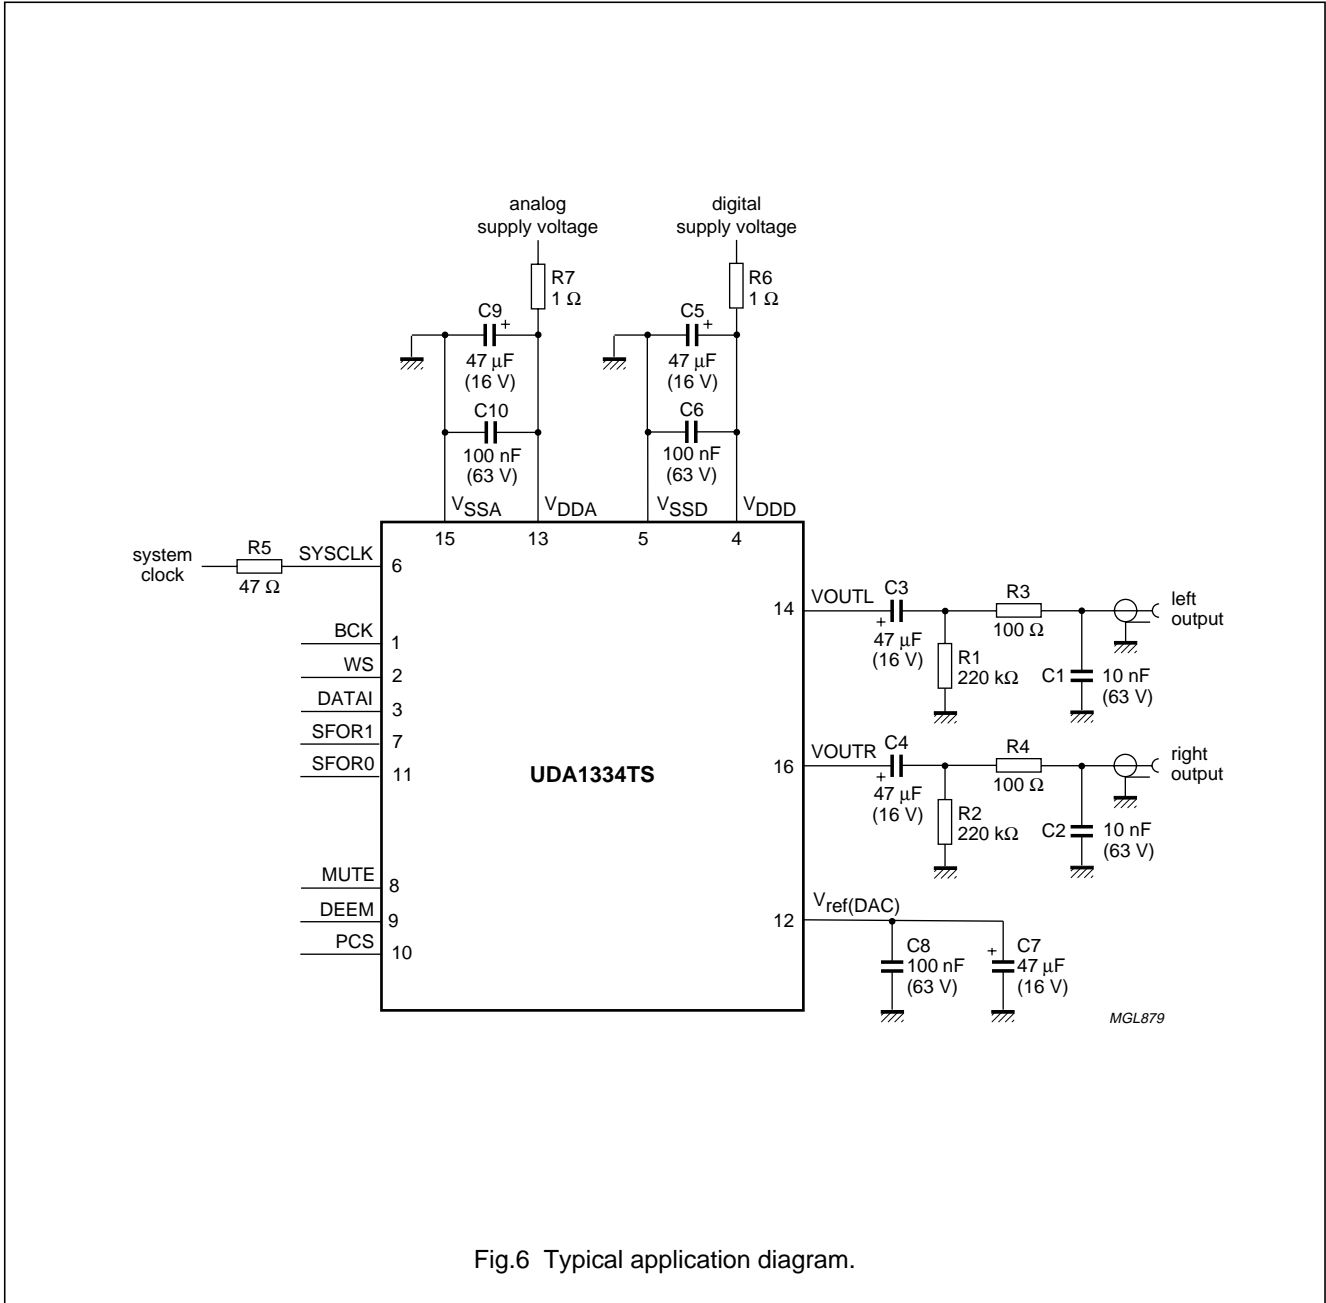 analog
supply voltage
digital
supply voltage
R7
1 Ω
R6
1 Ω
C9
+
47 μF
(16 V)
C5
+
47 μF
(16 V)
C10
100 nF
(63 V)
C6
100 nF
(63 V)
VSSA
VDDA
VSSD
VDDD
15
13
5
4
system
clock
R5
47 Ω
SYSCLK
6
BCK
1
WS
2
DATAI
3
SFOR1
7
SFOR0
11
MUTE
8
DEEM
9
PCS
10
UDA1334TS
14
VOUTL
C3
+
47 μF
(16 V)
R1
220 kΩ
R3
100 Ω
C1
10 nF
(63 V)
left
output
16
VOUTR
C4
+
47 μF
(16 V)
R2
220 kΩ
R4
100 Ω
C2
10 nF
(63 V)
right
output
12
Vref(DAC)
C8
100 nF
(63 V)
+
C7
47 μF
(16 V)
MGL879
Fig.6 Typical application diagram.